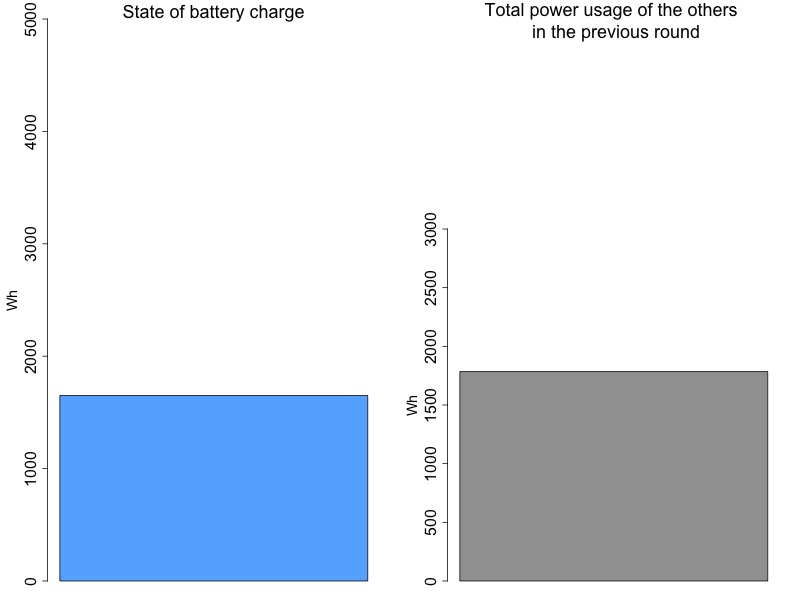 State of battery charge
5000
4000
3000
2000
1000
0
Wh
Total power usage of the others
in the previous round
3000
2500
2000
1500
1000
500
0
Wh